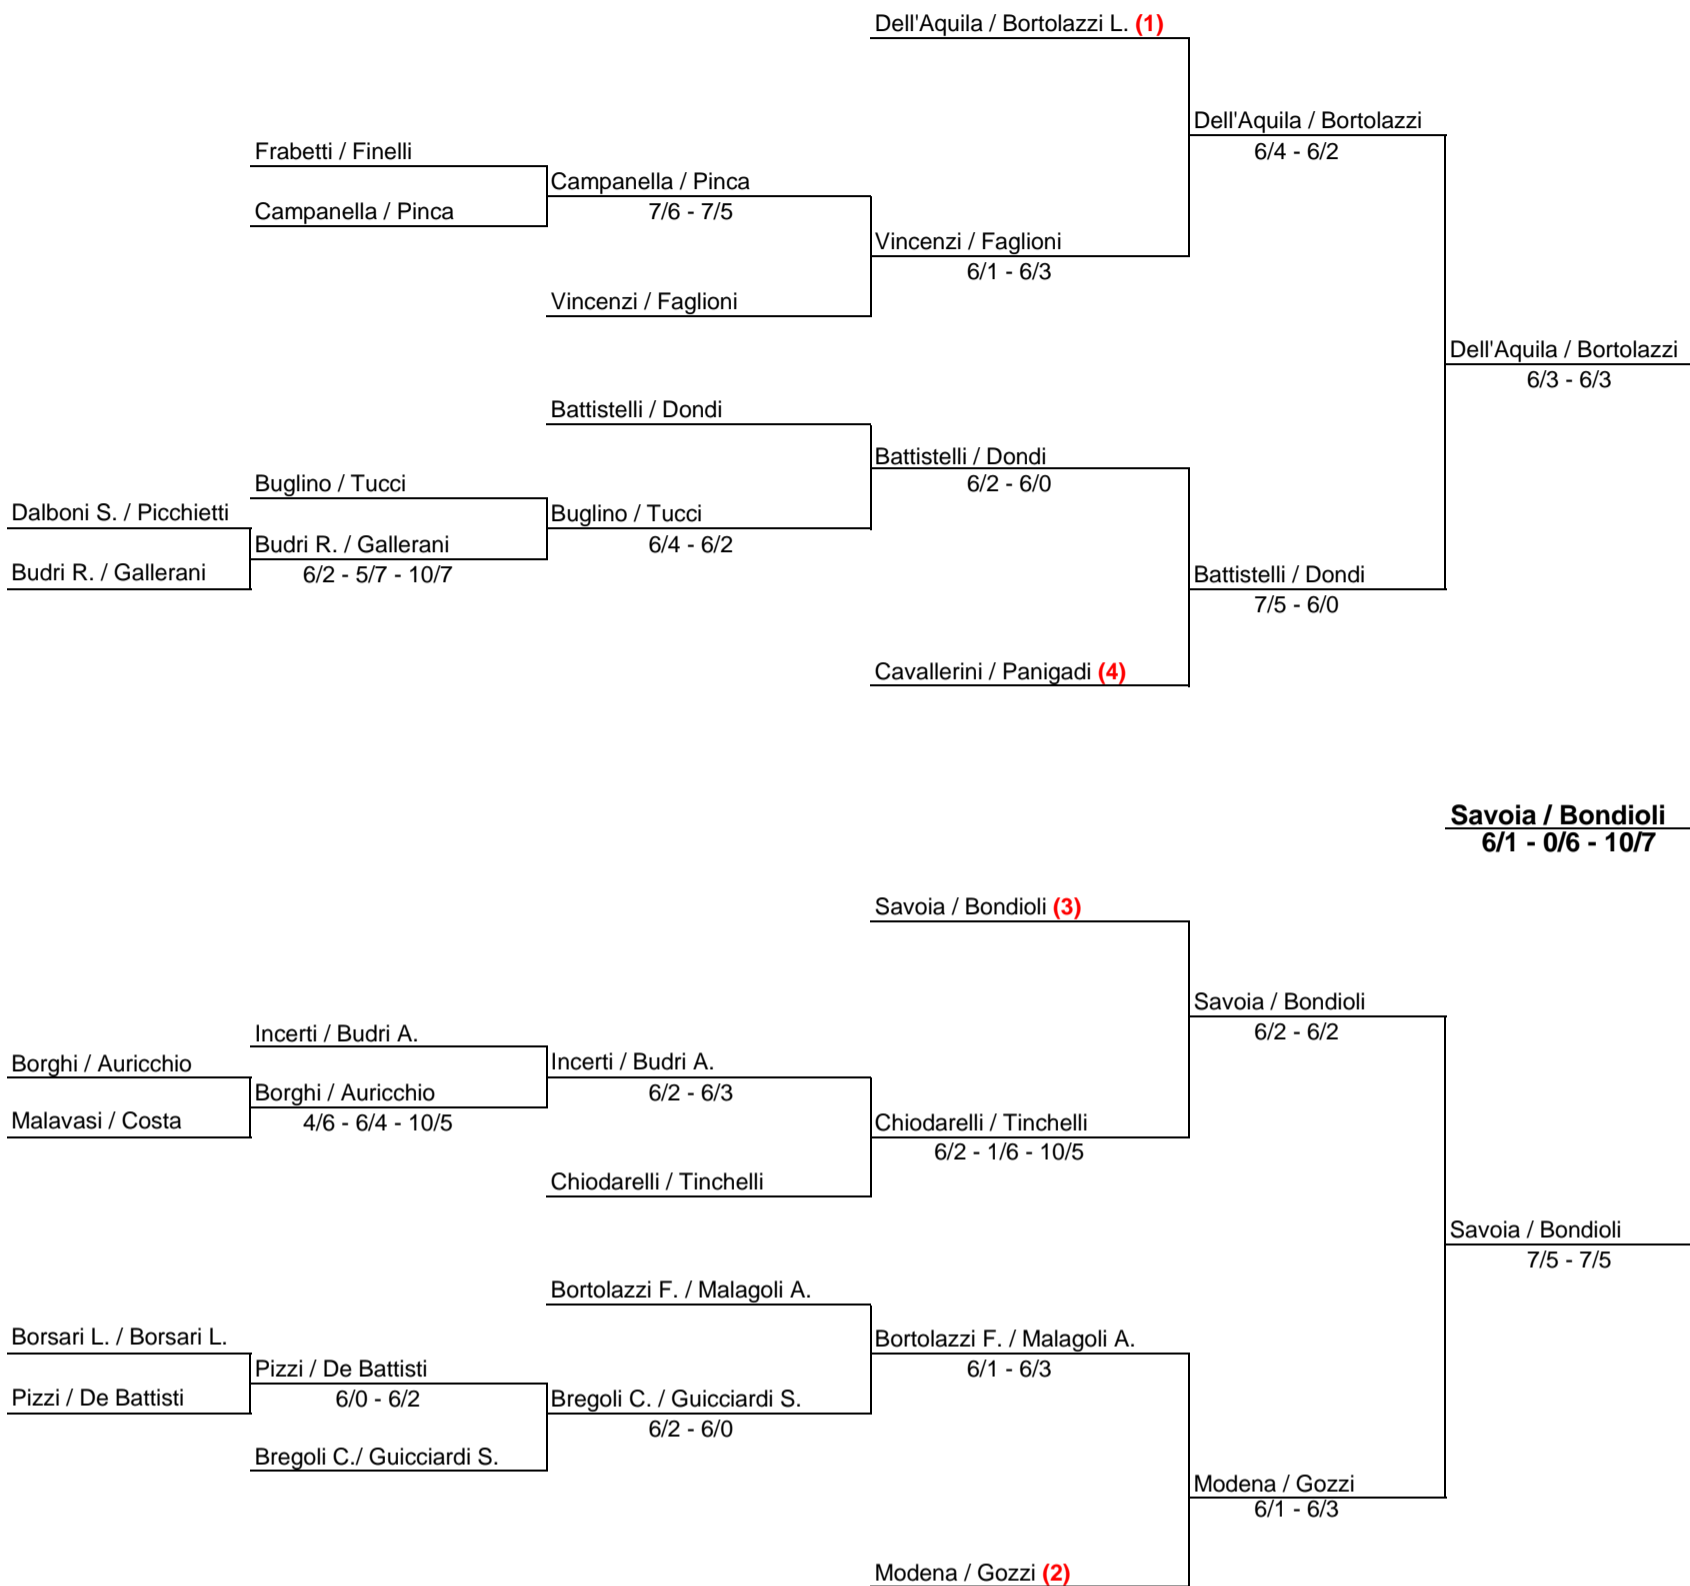 Dell'Aquila / Bortolazzi L. (1)
Dell'Aquila / Bortolazzi
6/4 - 6/2
Frabetti / Finelli
Campanella / Pinca
7/6 - 7/5
Campanella / Pinca
Vincenzi / Faglioni
6/1 - 6/3
Vincenzi / Faglioni
Dell'Aquila / Bortolazzi
6/3 - 6/3
Battistelli / Dondi
Battistelli / Dondi
6/2 - 6/0
Buglino / Tucci
Dalboni S. / Picchietti
Buglino / Tucci
6/4 - 6/2
Budri R. / Gallerani
6/2 - 5/7 - 10/7
Budri R. / Gallerani
Battistelli / Dondi
7/5 - 6/0
Cavallerini / Panigadi (4)
Savoia / Bondioli
6/1 - 0/6 - 10/7
Savoia / Bondioli (3)
Savoia / Bondioli
6/2 - 6/2
Incerti / Budri A.
Borghi / Auricchio
Incerti / Budri A.
6/2 - 6/3
Borghi / Auricchio
4/6 - 6/4 - 10/5
Malavasi / Costa
Chiodarelli / Tinchelli
6/2 - 1/6 - 10/5
Chiodarelli / Tinchelli
Savoia / Bondioli
7/5 - 7/5
Bortolazzi F. / Malagoli A.
Borsari L. / Borsari L.
Bortolazzi F. / Malagoli A.
6/1 - 6/3
Pizzi / De Battisti
6/0 - 6/2
Pizzi / De Battisti
Bregoli C. / Guicciardi S.
6/2 - 6/0
Bregoli C./ Guicciardi S.
Modena / Gozzi
6/1 - 6/3
Modena / Gozzi (2)